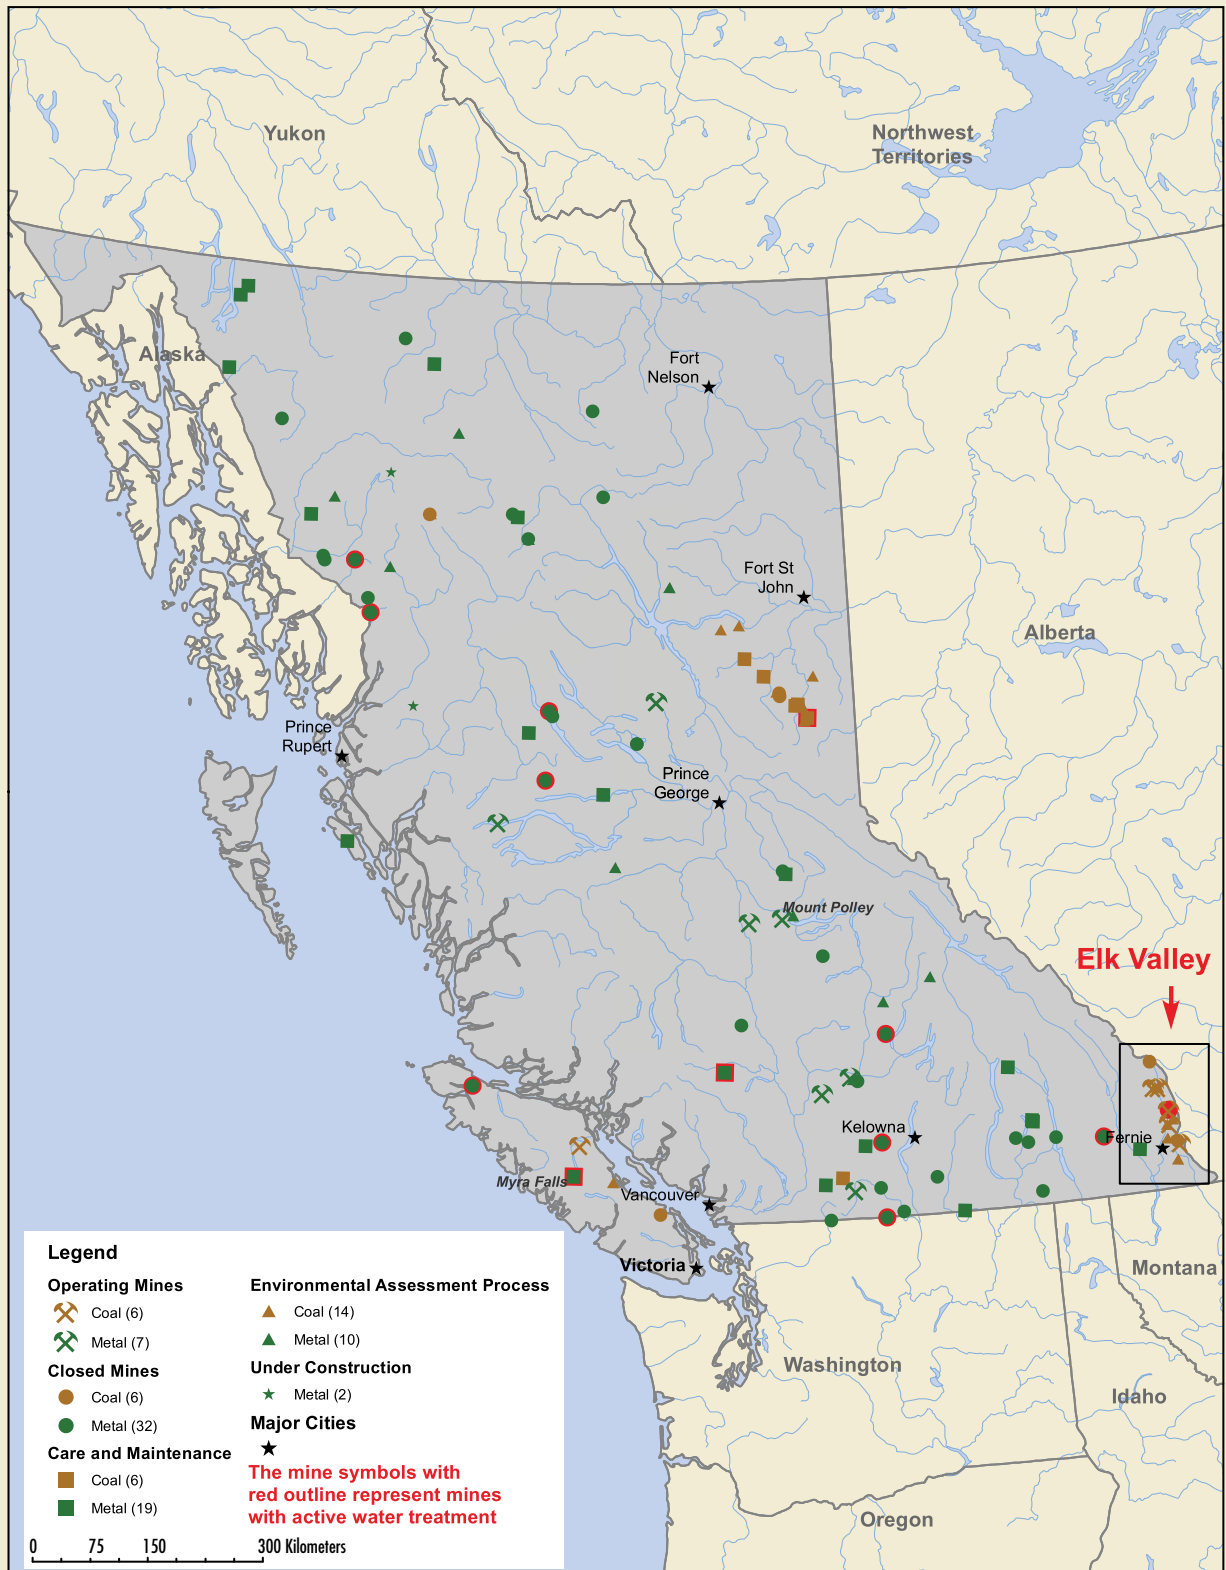 Yukon
Northwest
Territories
Alaska
Fort
Nelson
Fort St
John
Alberta
Prince
Rupert
Prince
George
Mount Polley
Elk Valley
Kelowna
Fernie
Myra Falls
Vancouver
Victoria
Montana
Washington
Idaho
Oregon
Legend
Operating Mines
Coal (6)
Metal (7)
Closed Mines
Coal (6)
Metal (32)
Care and Maintenance
Coal (6)
Metal (19)
Environmental Assessment Process
Coal (14)
Metal (10)
Under Construction
Metal (2)
Major Cities
The mine symbols with
red outline represent mines
with active water treatment
0 75 150 300 Kilometers